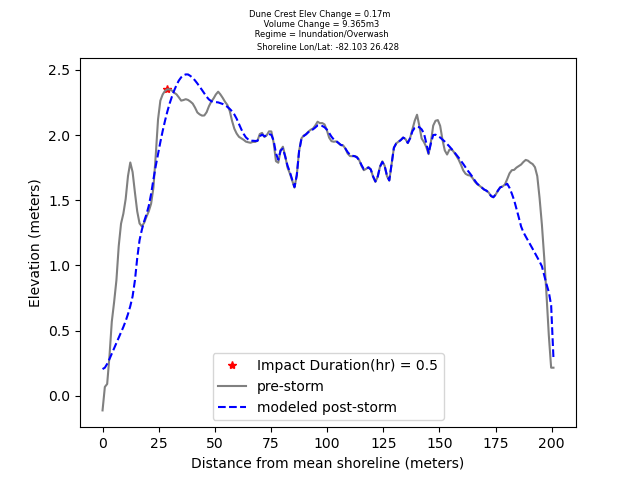 Dune Crest Elev Change = 0.17m
Volume Change = 9.365m3
Regime = Inundation/Overwash
Shoreline Lon/Lat: -82.103 26.428
2.5
2.0
1.5
1.0
0.5
0.0
Elevation (meters)
Impact Duration(hr) = 0.5
pre-storm
modeled post-storm
0 25 50 75 100 125 150 175 200
Distance from mean shoreline (meters)